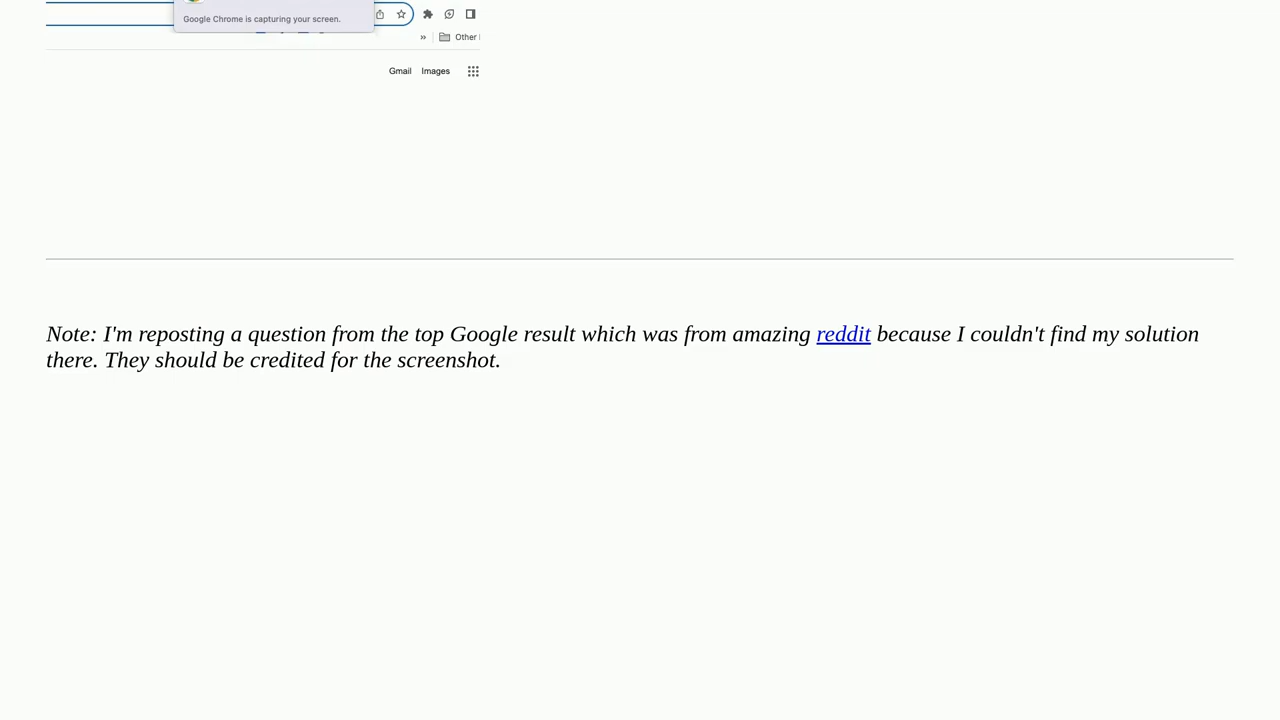 Google Chrome is capturing your screen.
» Other
Gmail Images
Note: I'm reposting a question from the top Google result which was from amazing reddit because I couldn't find my solution
there. They should be credited for the screenshot.